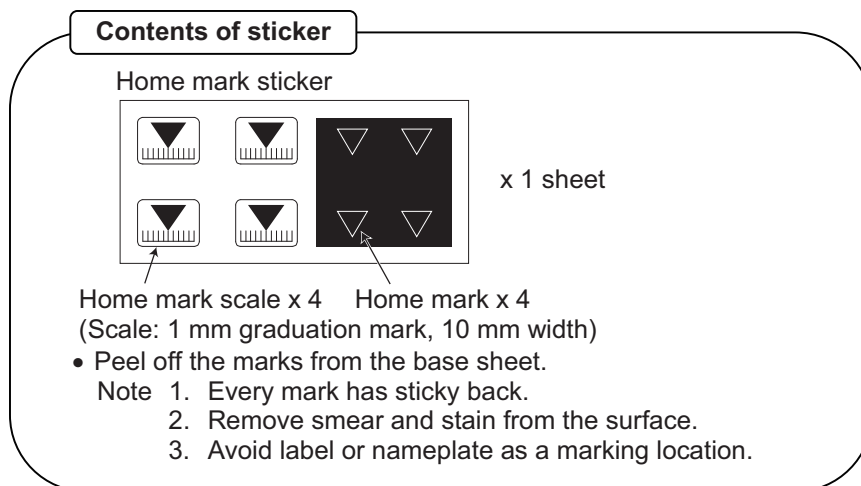 Contents of sticker
Home mark sticker
x 1 sheet
Home mark scale x 4 Home mark x 4
(Scale: 1 mm graduation mark, 10 mm width)
• Peel off the marks from the base sheet.
Note 1. Every mark has sticky back.
2. Remove smear and stain from the surface.
3. Avoid label or nameplate as a marking location.